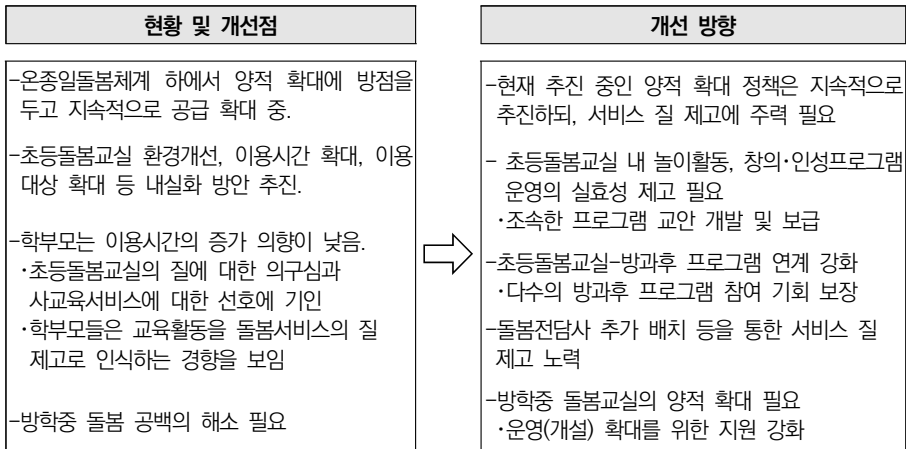 현황 및 개선점
-온종일돌봄체계 하에서 양적 확대에 방점을
두고 지속적으로 공급 확대 중.
-초등돌봄교실 환경개선, 이용시간 확대, 이용
대상 확대 등 내실화 방안 추진.
-학부모는 이용시간의 증가 의향이 낮음.
·초등돌봄교실의 질에 대한 의구심과
사교육서비스에 대한 선호에 기인
·학부모들은 교육활동을 돌봄서비스의 질
제고로 인식하는 경향을 보임
-방학중 돌봄 공백의 해소 필요
개선 방향
-현재 추진 중인 양적 확대 정책은 지속적으로
추진하되, 서비스 질 제고에 주력 필요
- 초등돌봄교실 내 놀이활동, 창의·인성프로그램
운영의 실효성 제고 필요
·조속한 프로그램 교안 개발 및 보급
-초등돌봄교실-방과후 프로그램 연계 강화
·다수의 방과후 프로그램 참여 기회 보장
-돌봄전담사 추가 배치 등을 통한 서비스 질
제고 노력
-방학중 돌봄교실의 양적 확대 필요
·운영(개설) 확대를 위한 지원 강화